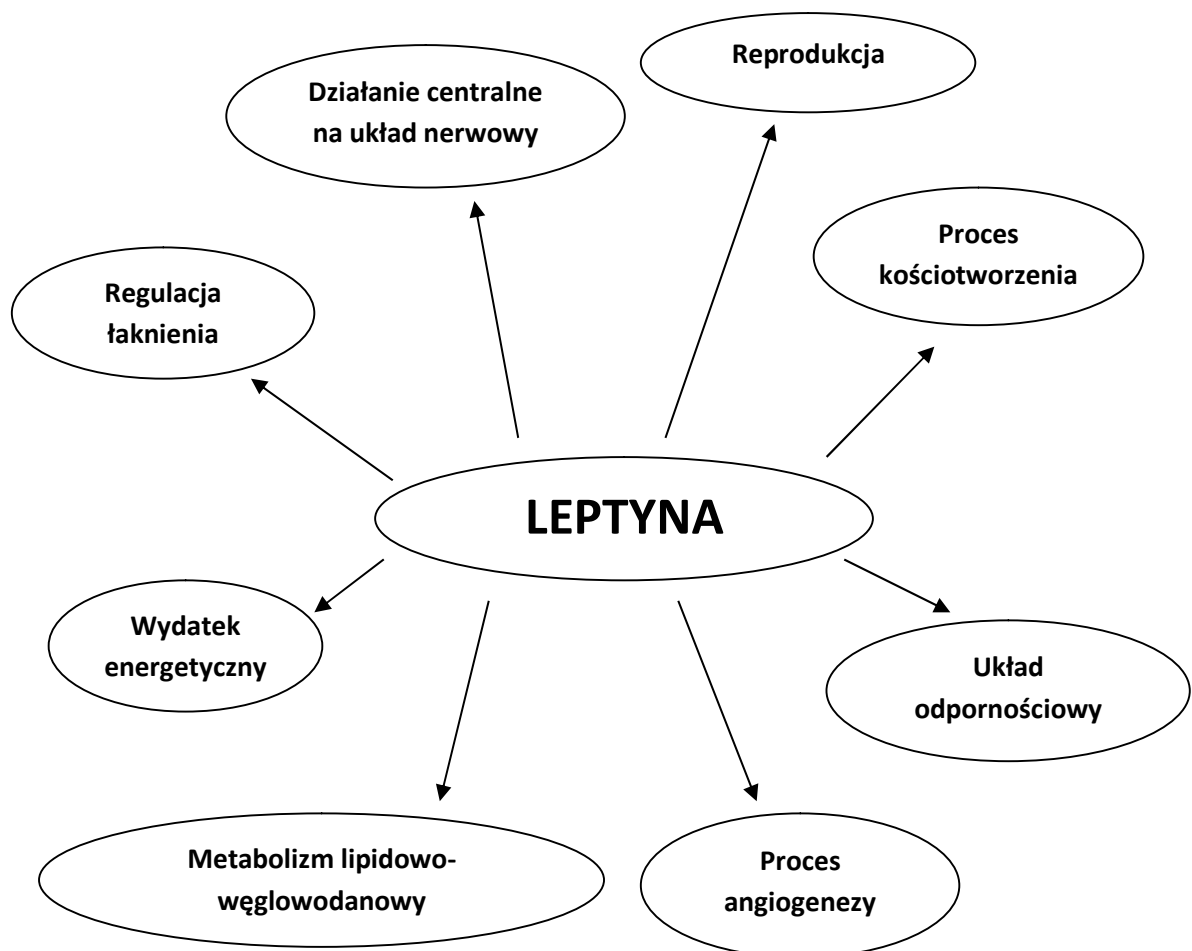 Reprodukcja
Działanie centralne
na układ nerwowy
Proces
kościotworzenia
Regulacja
łaknienia
LEPTYNA
Wydatek
energetyczny
Układ
odpornościowy
Metabolizm lipidowo-
węglowodanowy
Proces
angiogenezy